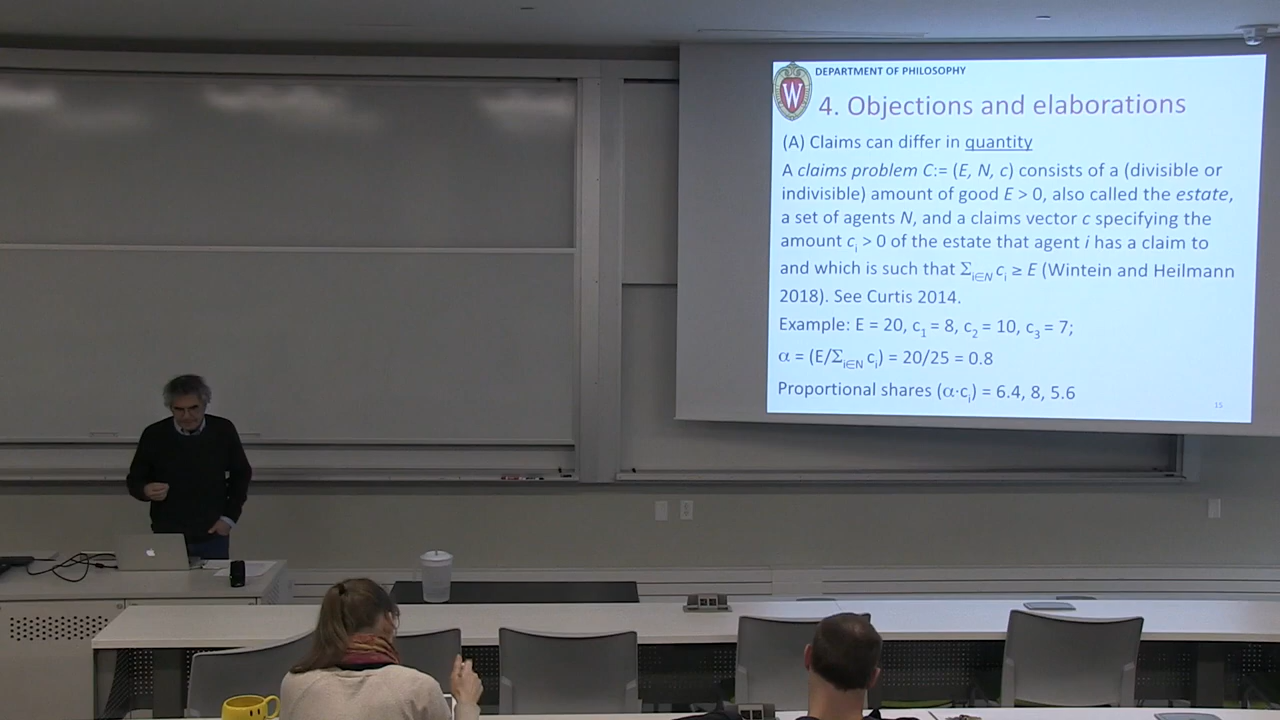 DEPARTMENT OF PHILOSOPHY
W
4. Objections and elaborations
(A) Claims can differ in quantity
A claims problem C:= (E, N, c) consists of a (divisible or
indivisible) amount of good E > 0, also called the estate,
a set of agents N, and a claims vector c specifying the
amount cᵢ > 0 of the estate that agent i has a claim to
and which is such that Σi∈N cᵢ ≥ E (Wintein and Heilmann
2018). See Curtis 2014.
Example: E = 20, c₁ = 8, c₂ = 10, c₃ = 7;
α = (E/Σi∈N cᵢ) = 20/25 = 0.8
Proportional shares (α·cᵢ) = 6.4, 8, 5.6
15